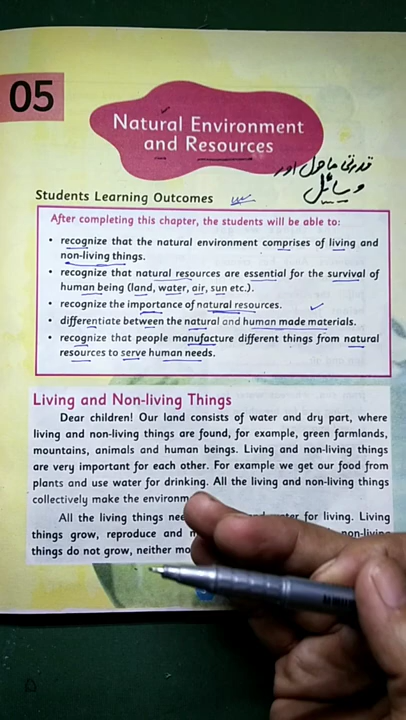 05
Natural Environment
and Resources
قدرتی ماحول اور
وسائل
Students Learning Outcomes
After completing this chapter, the students will be able to:
• recognize that the natural environment comprises of living and
non-living things.
• recognize that natural resources are essential for the survival of
human being (land, water, air, sun etc.).
• recognize the importance of natural resources.
• differentiate between the natural and human made materials.
• recognize that people manufacture different things from natural
resources to serve human needs.
Living and Non-living Things
Dear children! Our land consists of water and dry part, where
living and non-living things are found, for example, green farmlands,
mountains, animals and human beings. Living and non-living things
are very important for each other. For example we get our food from
plants and use water for drinking. All the living and non-living things
collectively make the environm
All the living things nee for living. Living
things grow, reproduce and non-living
things do not grow, neither mo